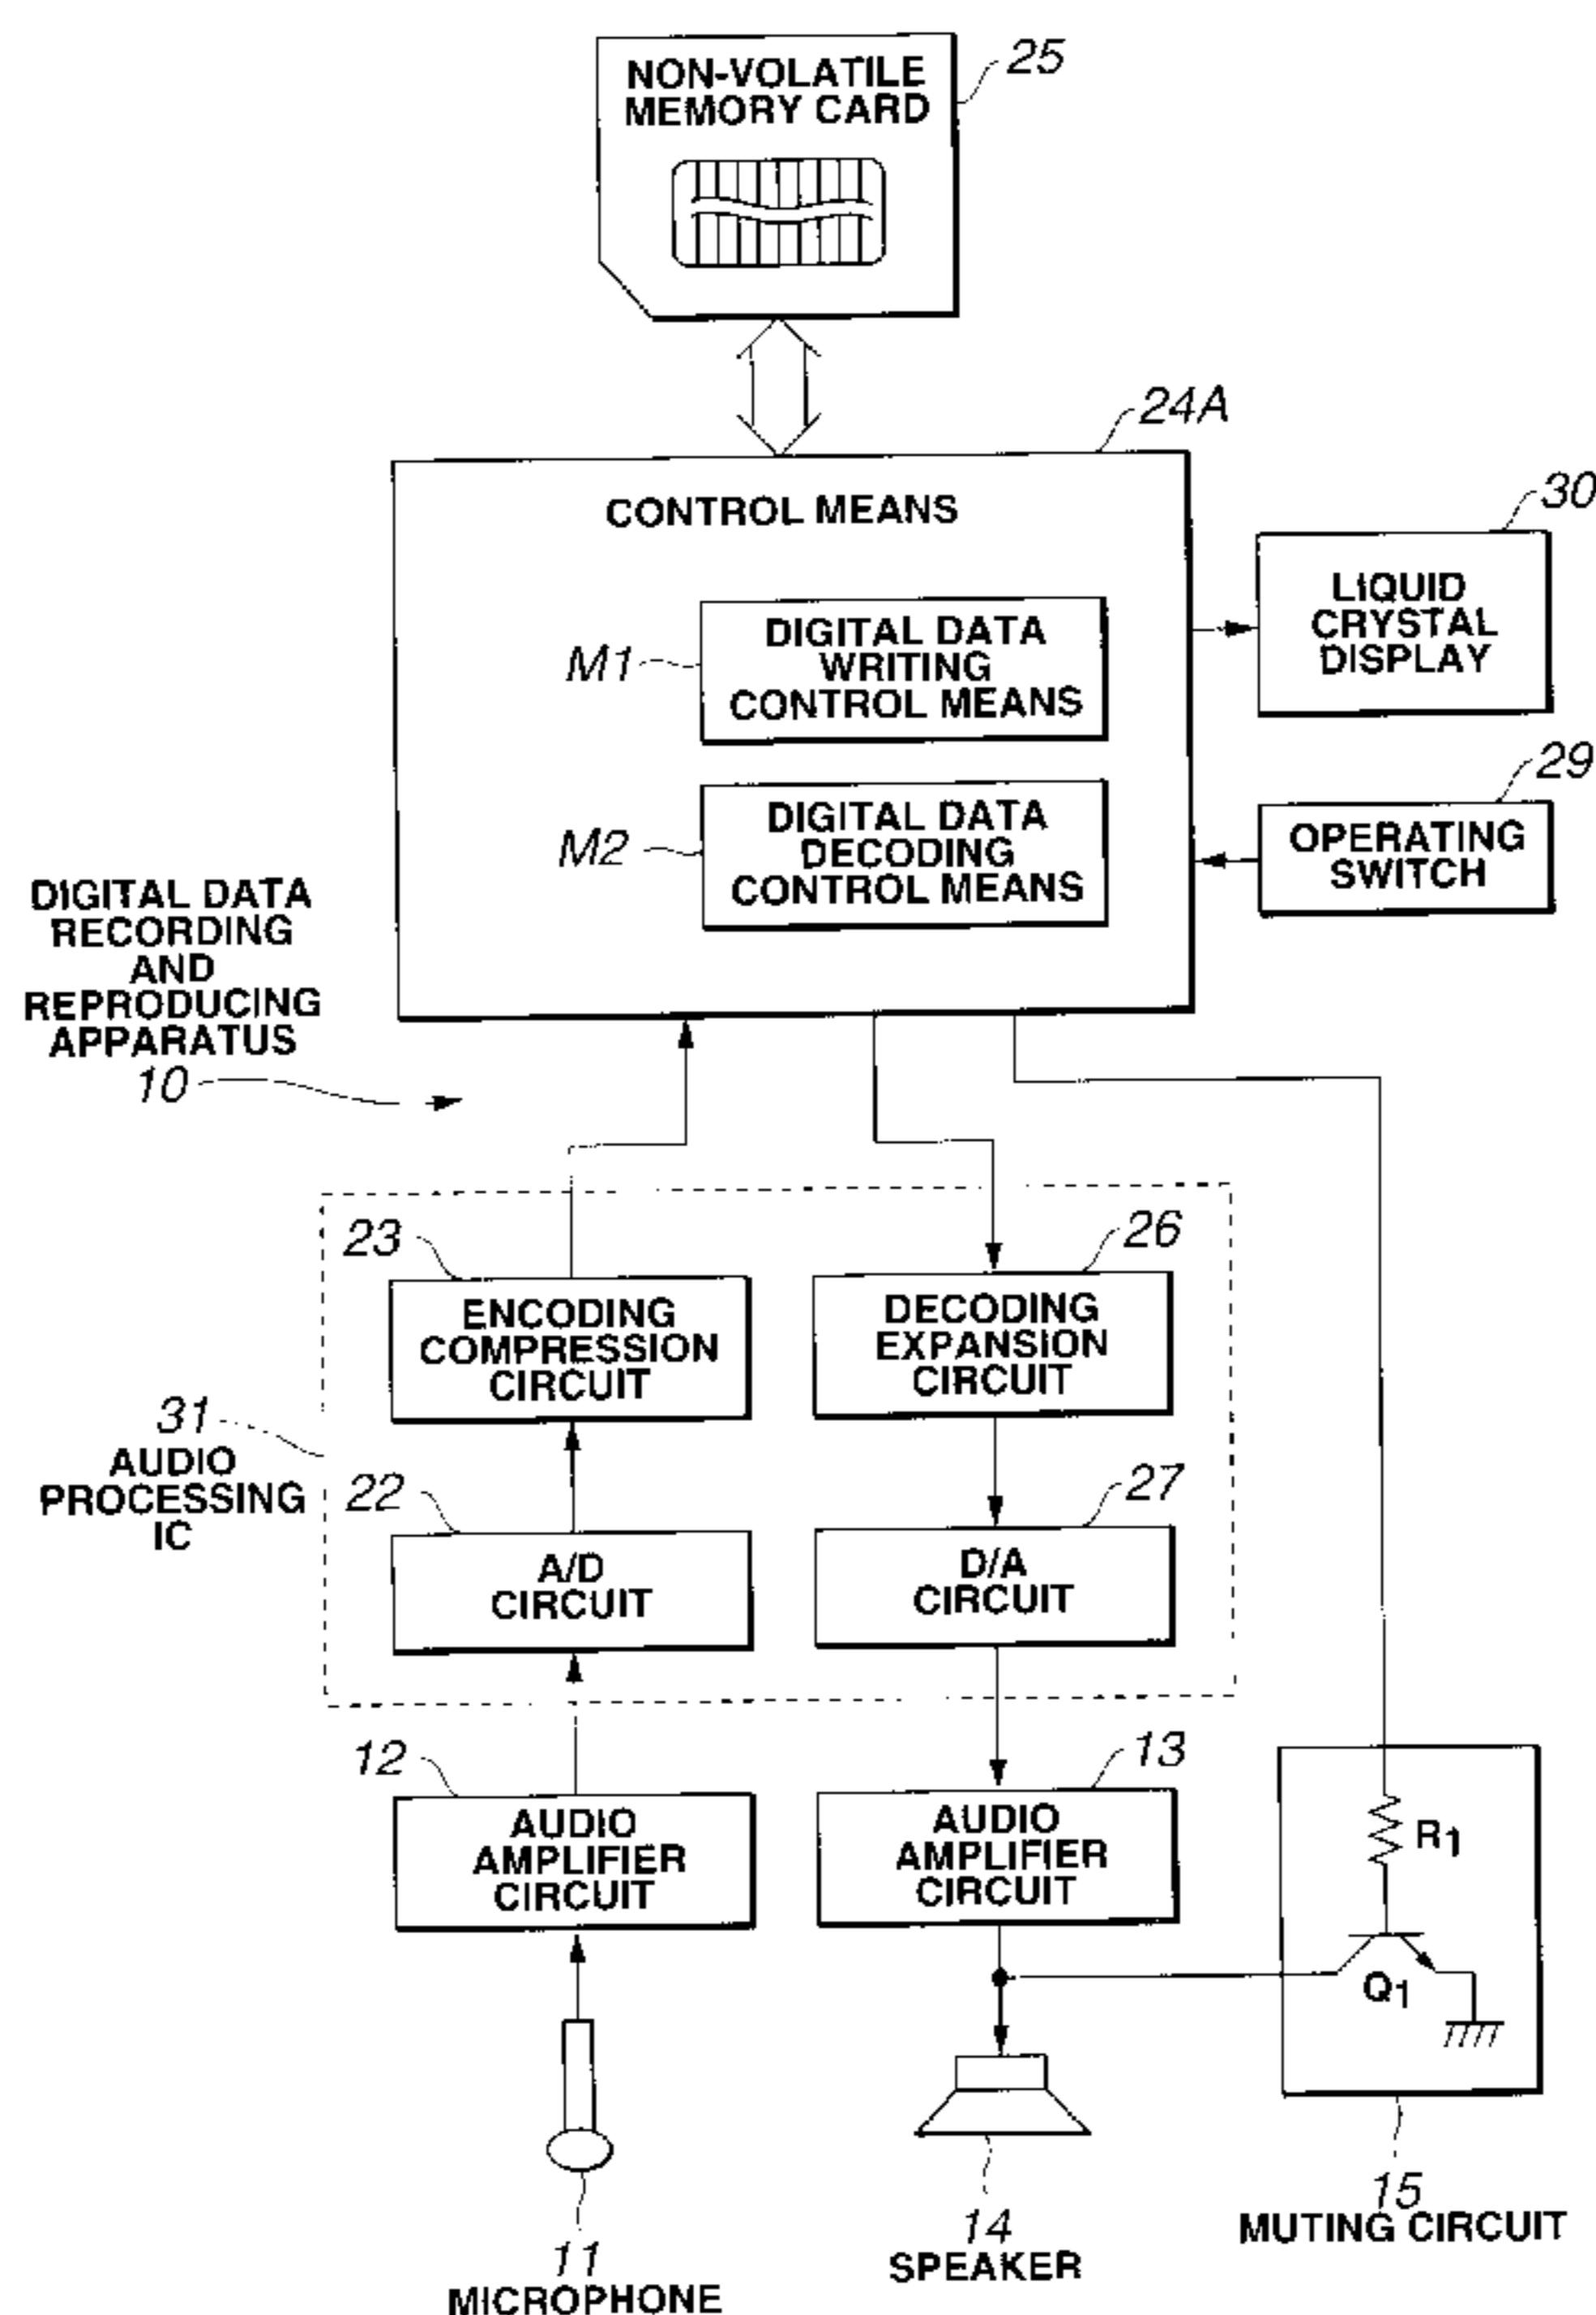 25
NON-VOLATILE
MEMORY CARD
24A
CONTROL MEANS
30
LIQUID
CRYSTAL
DISPLAY
M1
DIGITAL DATA
WRITING
CONTROL MEANS
29
OPERATING
SWITCH
M2
DIGITAL DATA
DECODING
CONTROL MEANS
DIGITAL DATA
RECORDING
AND
REPRODUCING
APPARATUS
10
23
ENCODING
COMPRESSION
CIRCUIT
26
DECODING
EXPANSION
CIRCUIT
31
AUDIO
PROCESSING
IC
22
A/D
CIRCUIT
27
D/A
CIRCUIT
12
AUDIO
AMPLIFIER
CIRCUIT
13
AUDIO
AMPLIFIER
CIRCUIT
R1
Q1
11
MICROPHONE
14
SPEAKER
15
MUTING CIRCUIT